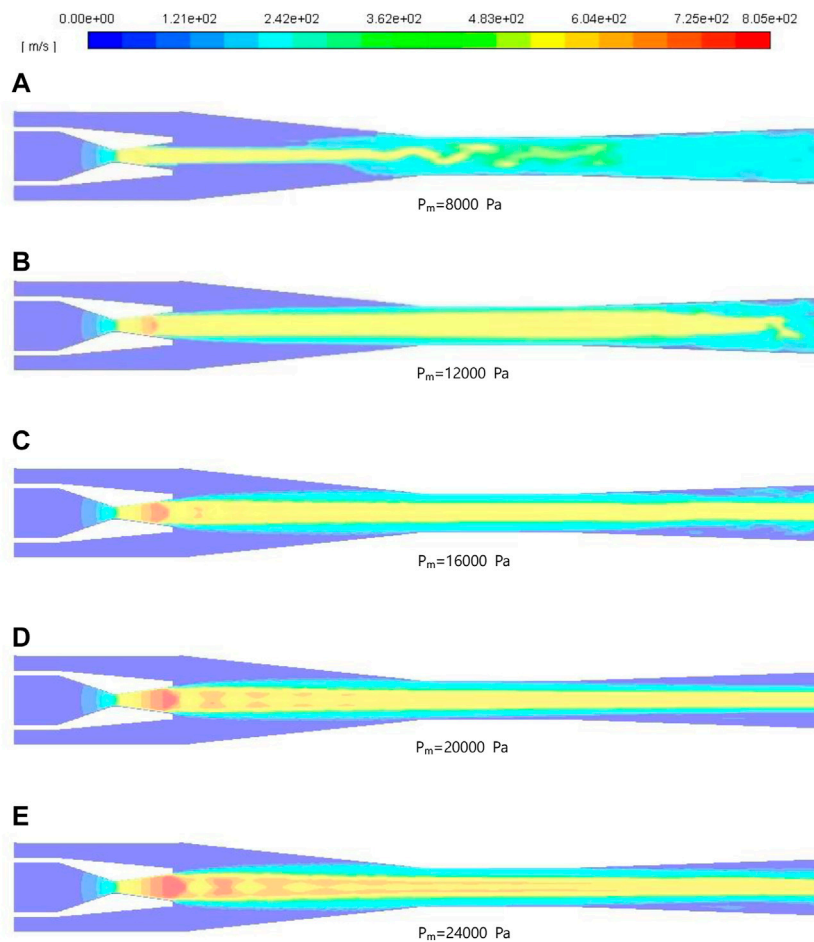 0.00e+00 1.21e+02 2.42e+02 3.62e+02 4.83e+02 6.04e+02 7.25e+02 8.05e+02
[ m/s ]
A
Pm=8000 Pa
B
Pm=12000 Pa
C
Pm=16000 Pa
D
Pm=20000 Pa
E
Pm=24000 Pa